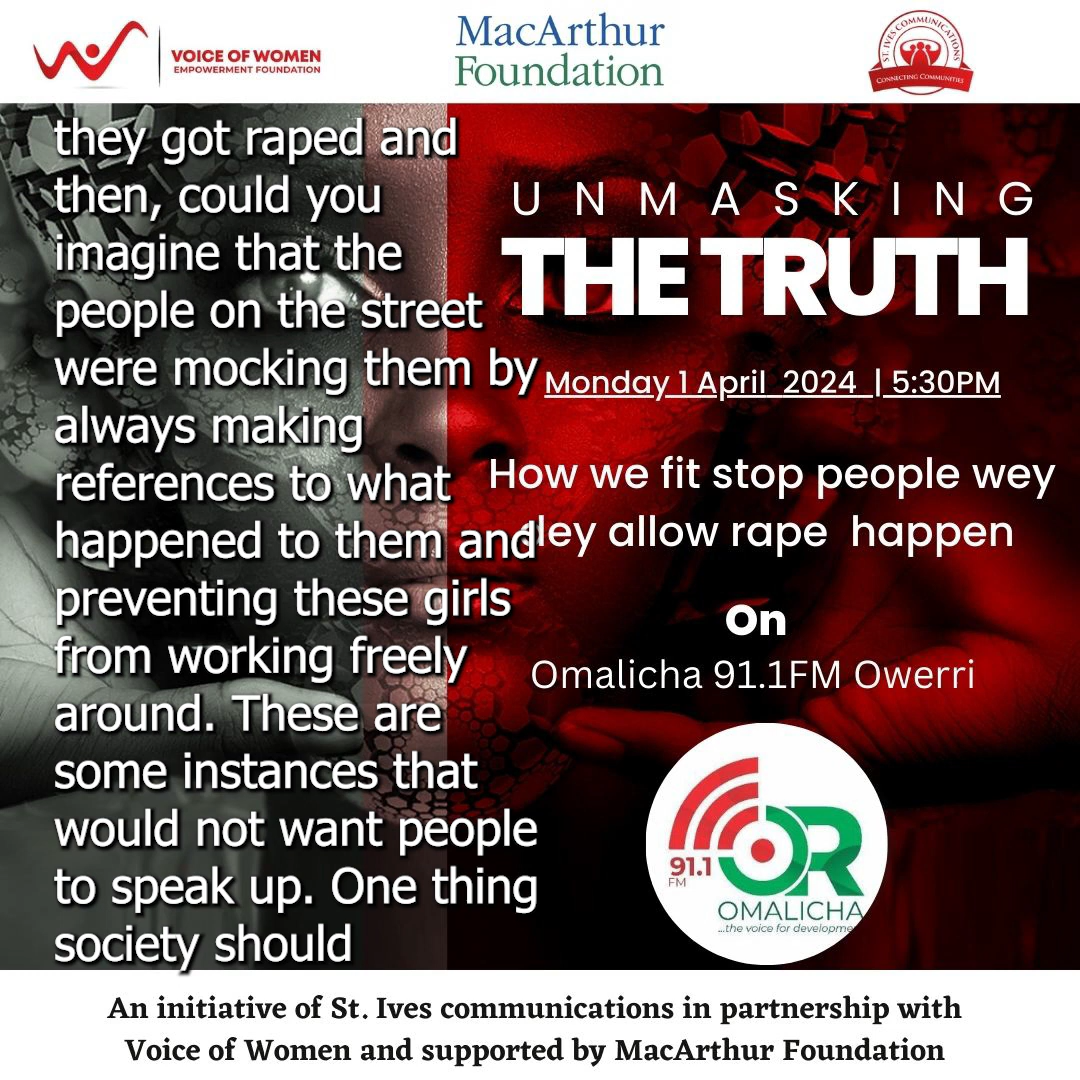 VOICE OF WOMEN
EMPOWERMENT FOUNDATION
MacArthur
Foundation
ST. IVES COMMUNICATIONS
CONNECTING COMMUNITIES
they got raped and
then, could you
imagine that the
people on the street
were mocking them by
always making
references to what
happened to them and
preventing these girls
from working freely
around. These are
some instances that
would not want people
to speak up. One thing
society should
UNMASKING
THE TRUTH
Monday 1 April 2024 | 5:30PM
How we fit stop people wey
dey allow rape happen
On
Omalicha 91.1FM Owerri
91.1
FM
OR
OMALICHA
...the voice for developme
An initiative of St. Ives communications in partnership with
Voice of Women and supported by MacArthur Foundation